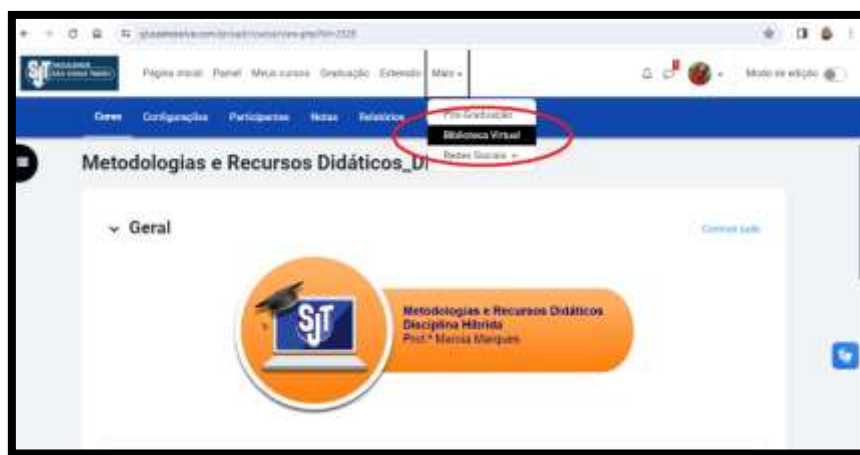 SJT
Página inicial Painel Meus cursos Graduação Extensão Mais
Modo de edição
Curso Configurações Participantes Notas Relatórios
Pós-Graduação
Biblioteca Virtual
Redes Sociais
Metodologias e Recursos Didáticos_D
Geral
Contrair tudo
SJT
Metodologias e Recursos Didáticos
Disciplina Híbrida
Prof.ª Marcia Marques